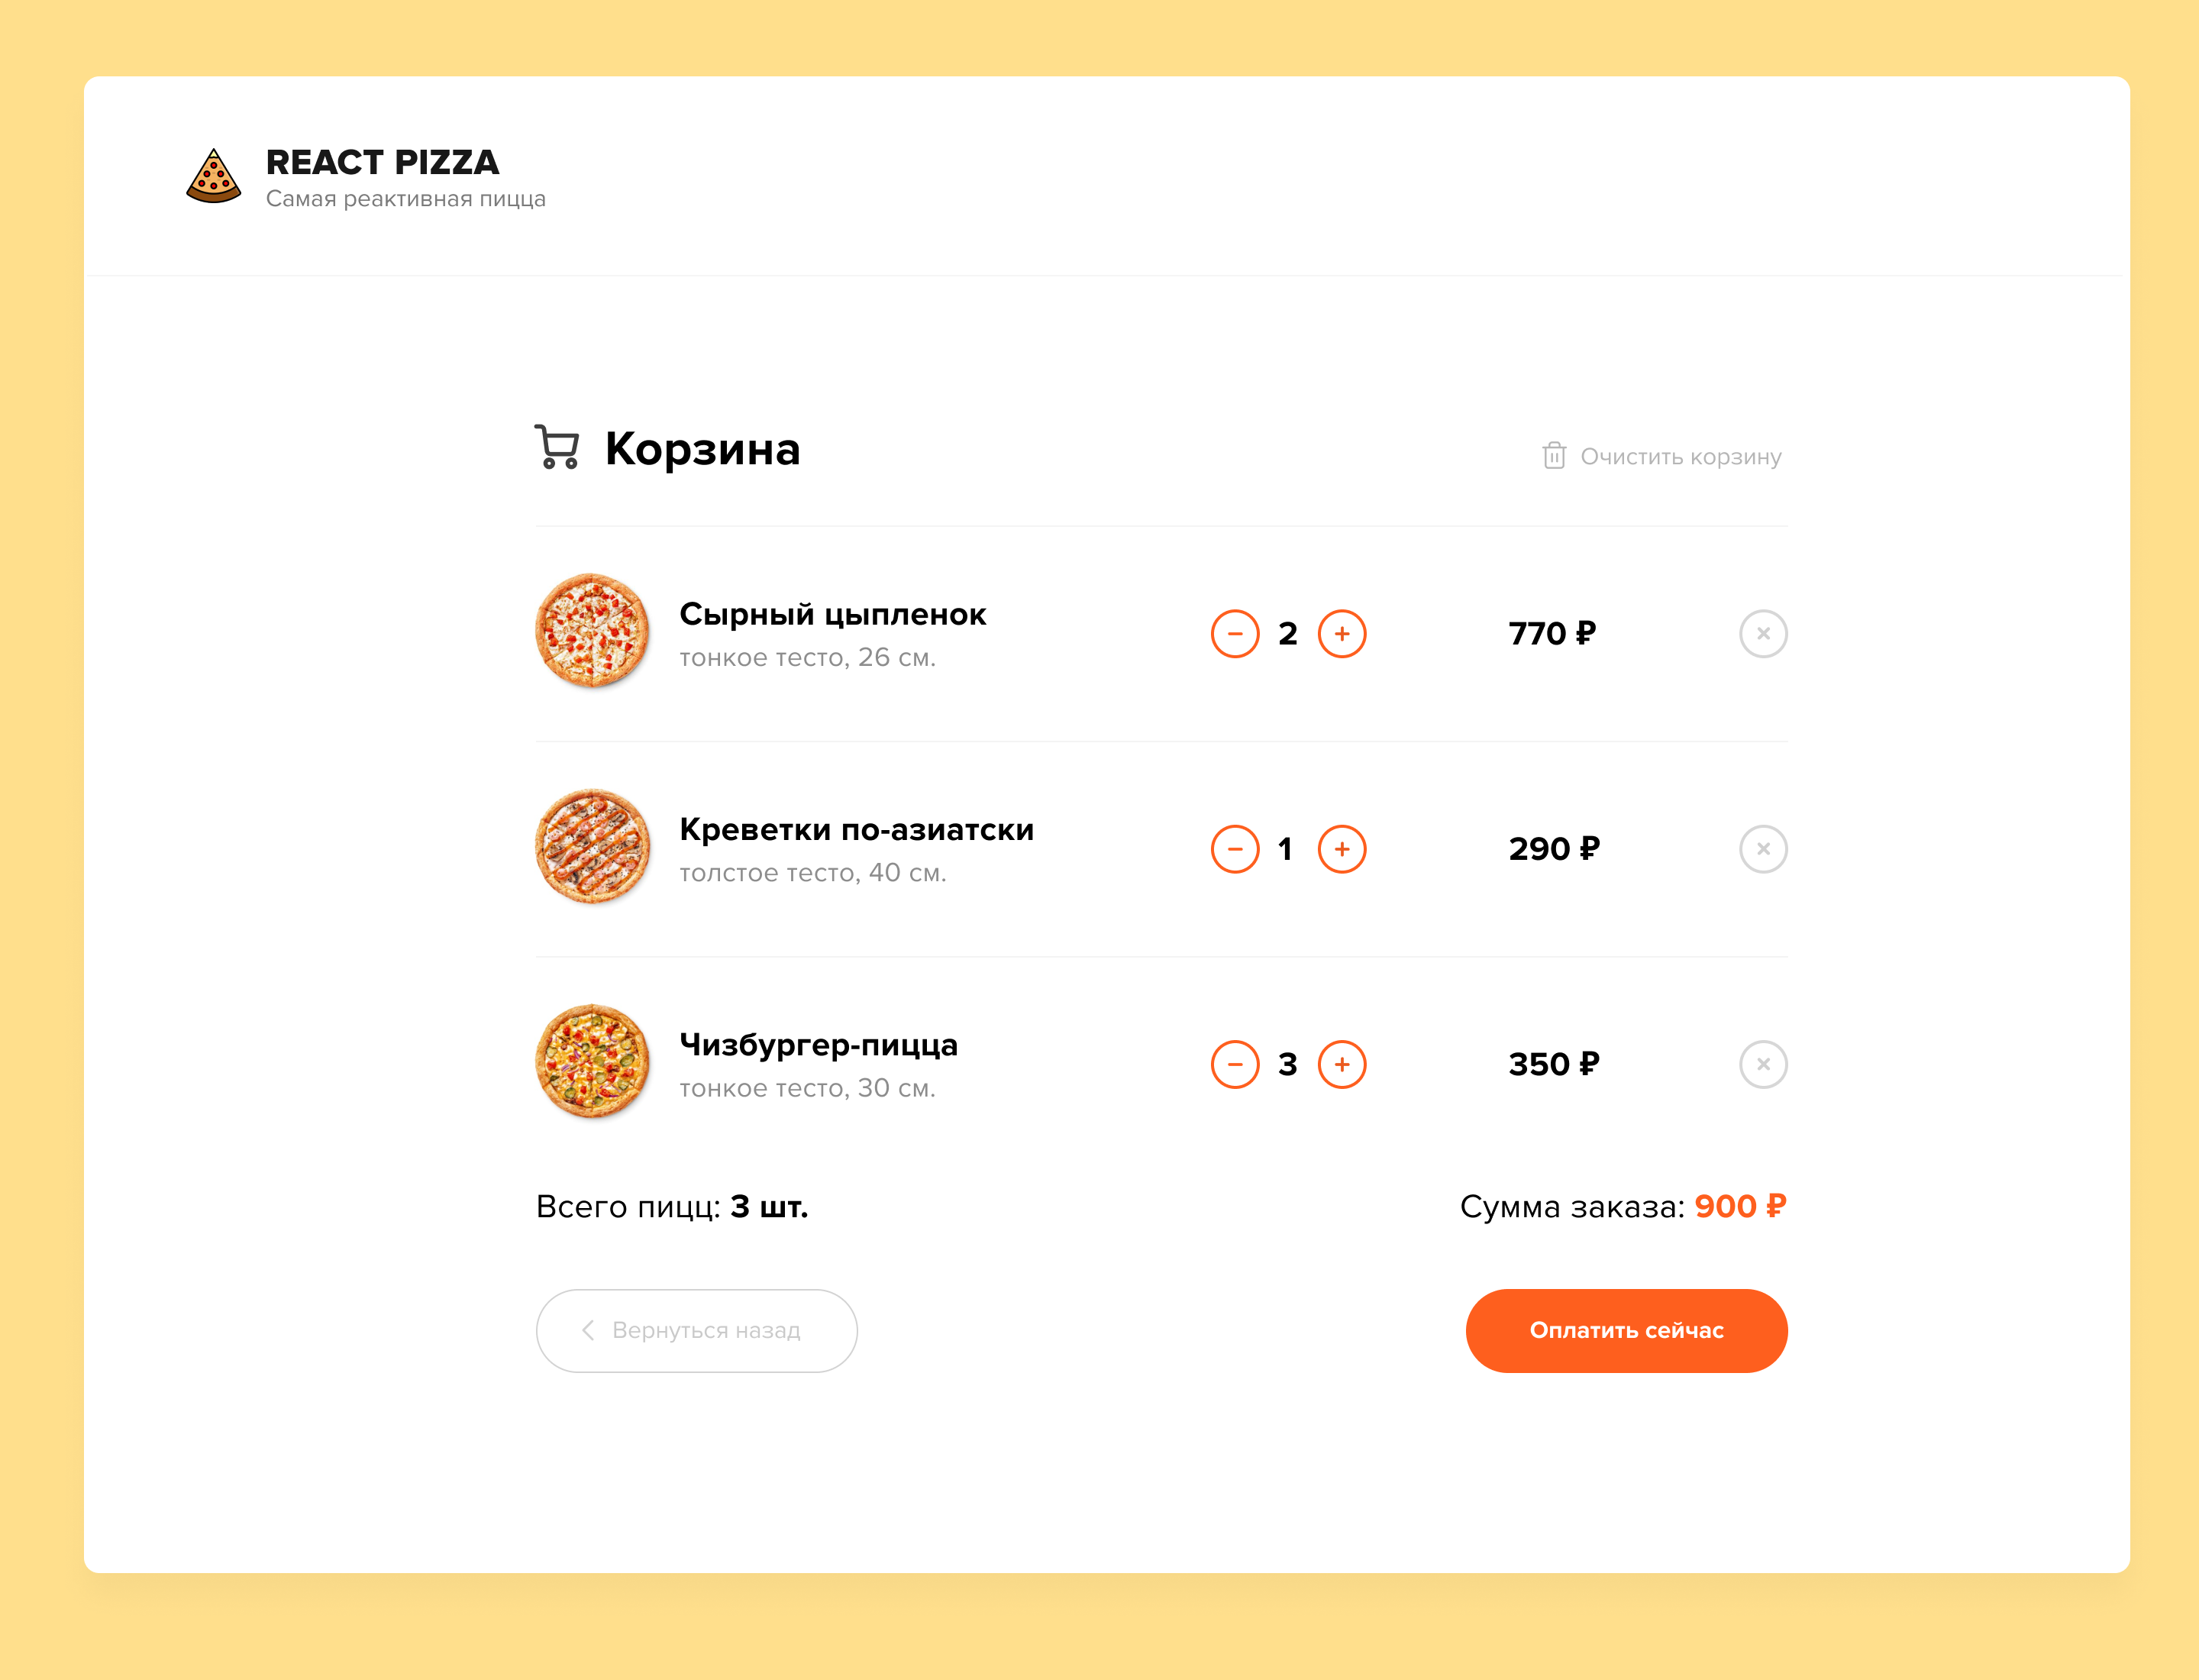 REACT PIZZA
Самая реактивная пицца
Корзина
Очистить корзину
Сырный цыпленок
тонкое тесто, 26 см.
2
770 ₽
Креветки по-азиатски
толстое тесто, 40 см.
1
290 ₽
Чизбургер-пицца
тонкое тесто, 30 см.
3
350 ₽
Всего пицц: 3 шт.
Сумма заказа: 900 ₽
Вернуться назад
Оплатить сейчас